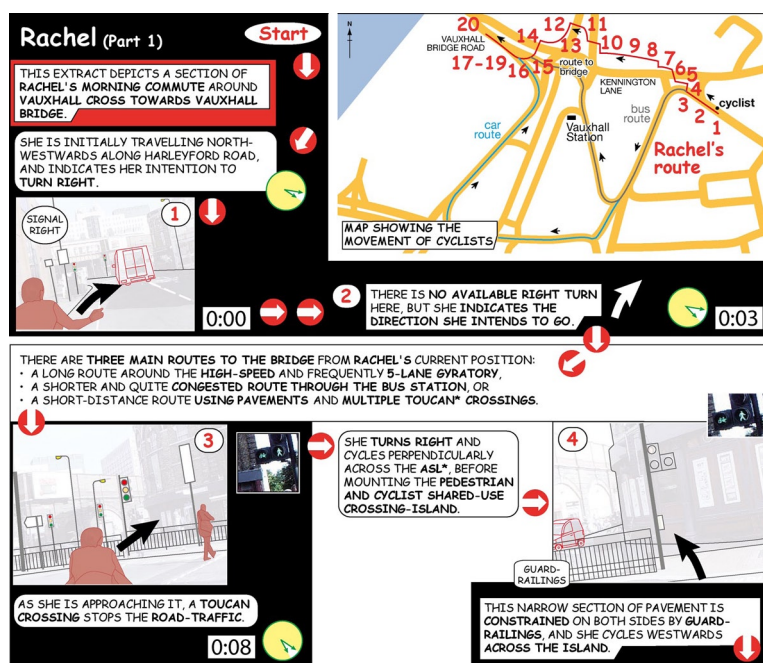 Rachel (Part 1)
Start
THIS EXTRACT DEPICTS A SECTION OF
RACHEL'S MORNING COMMUTE AROUND
VAUXHALL CROSS TOWARDS VAUXHALL
BRIDGE.
SHE IS INITIALLY TRAVELLING NORTH-
WESTWARDS ALONG HARLEYFORD ROAD,
AND INDICATES HER INTENTION TO
TURN RIGHT.
SIGNAL
RIGHT
1
0:00
N
20
VAUXHALL
BRIDGE ROAD
17-19
14
12
11
13
16
15
route to
bridge
10
9
8
7
6
5
4
KENNINGTON
LANE
3
2
1
cyclist
car
route
Vauxhall
Station
bus
route
Rachel's
route
MAP SHOWING THE
MOVEMENT OF CYCLISTS
2
THERE IS NO AVAILABLE RIGHT TURN
HERE, BUT SHE INDICATES THE
DIRECTION SHE INTENDS TO GO.
0:03
THERE ARE THREE MAIN ROUTES TO THE BRIDGE FROM RACHEL'S CURRENT POSITION:
• A LONG ROUTE AROUND THE HIGH-SPEED AND FREQUENTLY 5-LANE GYRATORY,
• A SHORTER AND QUITE CONGESTED ROUTE THROUGH THE BUS STATION, OR
• A SHORT-DISTANCE ROUTE USING PAVEMENTS AND MULTIPLE TOUCAN* CROSSINGS.
3
AS SHE IS APPROACHING IT, A TOUCAN
CROSSING STOPS THE ROAD-TRAFFIC.
0:08
SHE TURNS RIGHT AND
CYCLES PERPENDICULARLY
ACROSS THE ASL*, BEFORE
MOUNTING THE PEDESTRIAN
AND CYCLIST SHARED-USE
CROSSING-ISLAND.
4
GUARD-
RAILINGS
THIS NARROW SECTION OF PAVEMENT IS
CONSTRAINED ON BOTH SIDES BY GUARD-
RAILINGS, AND SHE CYCLES WESTWARDS
ACROSS THE ISLAND.